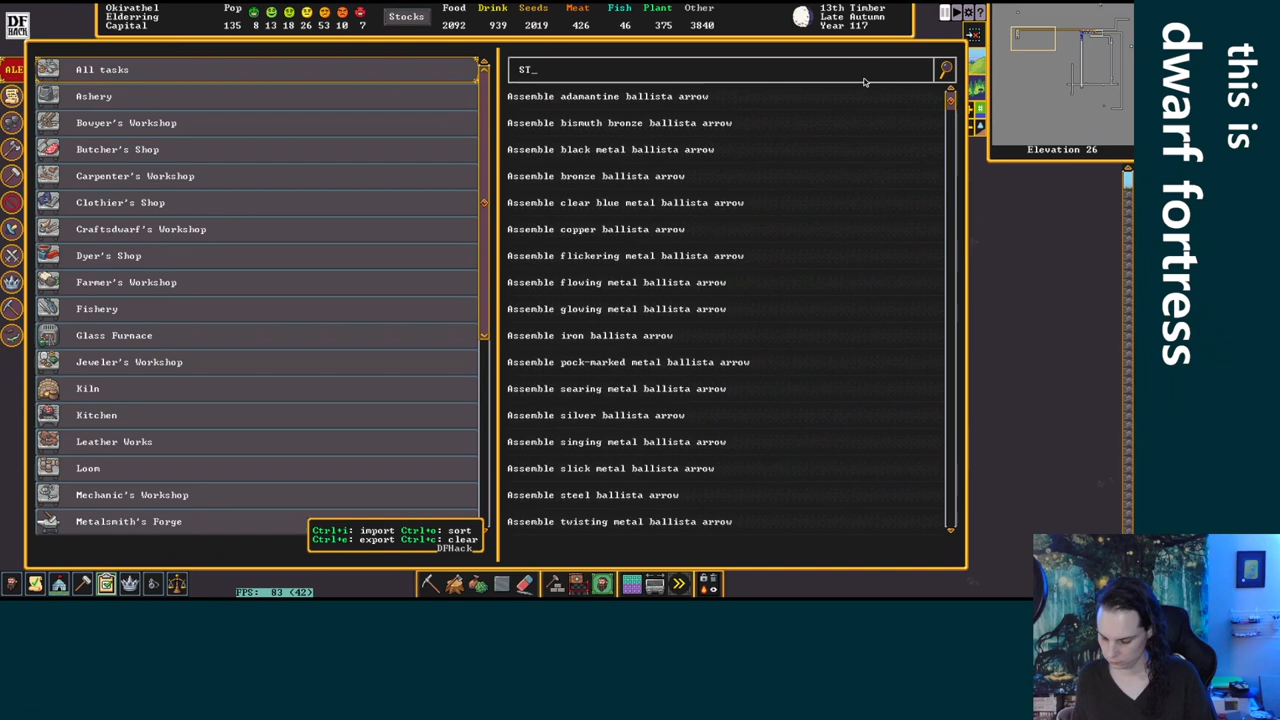 DF
HACK
Okirathel
Elderring
Capital
Pop
135
8 13 18 26 53 10 7
Stocks
Food Drink Seeds Meat Fish Plant Other
2092 939 2019 426 46 375 3840
13th Timber
Late Autumn
Year 117
ALE
All tasks
Ashery
Bowyer's Workshop
Butcher's Shop
Carpenter's Workshop
Clothier's Shop
Craftsdwarf's Workshop
Dyer's Shop
Farmer's Workshop
Fishery
Glass Furnace
Jeweler's Workshop
Kiln
Kitchen
Leather Works
Loom
Mechanic's Workshop
Metalsmith's Forge
Ctrl+i: import Ctrl+o: sort
Ctrl+e: export Ctrl+c: clear
DFHack
ST_
Assemble adamantine ballista arrow
Assemble bismuth bronze ballista arrow
Assemble black metal ballista arrow
Assemble bronze ballista arrow
Assemble clear blue metal ballista arrow
Assemble copper ballista arrow
Assemble flickering metal ballista arrow
Assemble flowing metal ballista arrow
Assemble glowing metal ballista arrow
Assemble iron ballista arrow
Assemble pock-marked metal ballista arrow
Assemble searing metal ballista arrow
Assemble silver ballista arrow
Assemble singing metal ballista arrow
Assemble slick metal ballista arrow
Assemble steel ballista arrow
Assemble twisting metal ballista arrow
Elevation 26
FPS: 83 (42)
this is
dwarf fortress